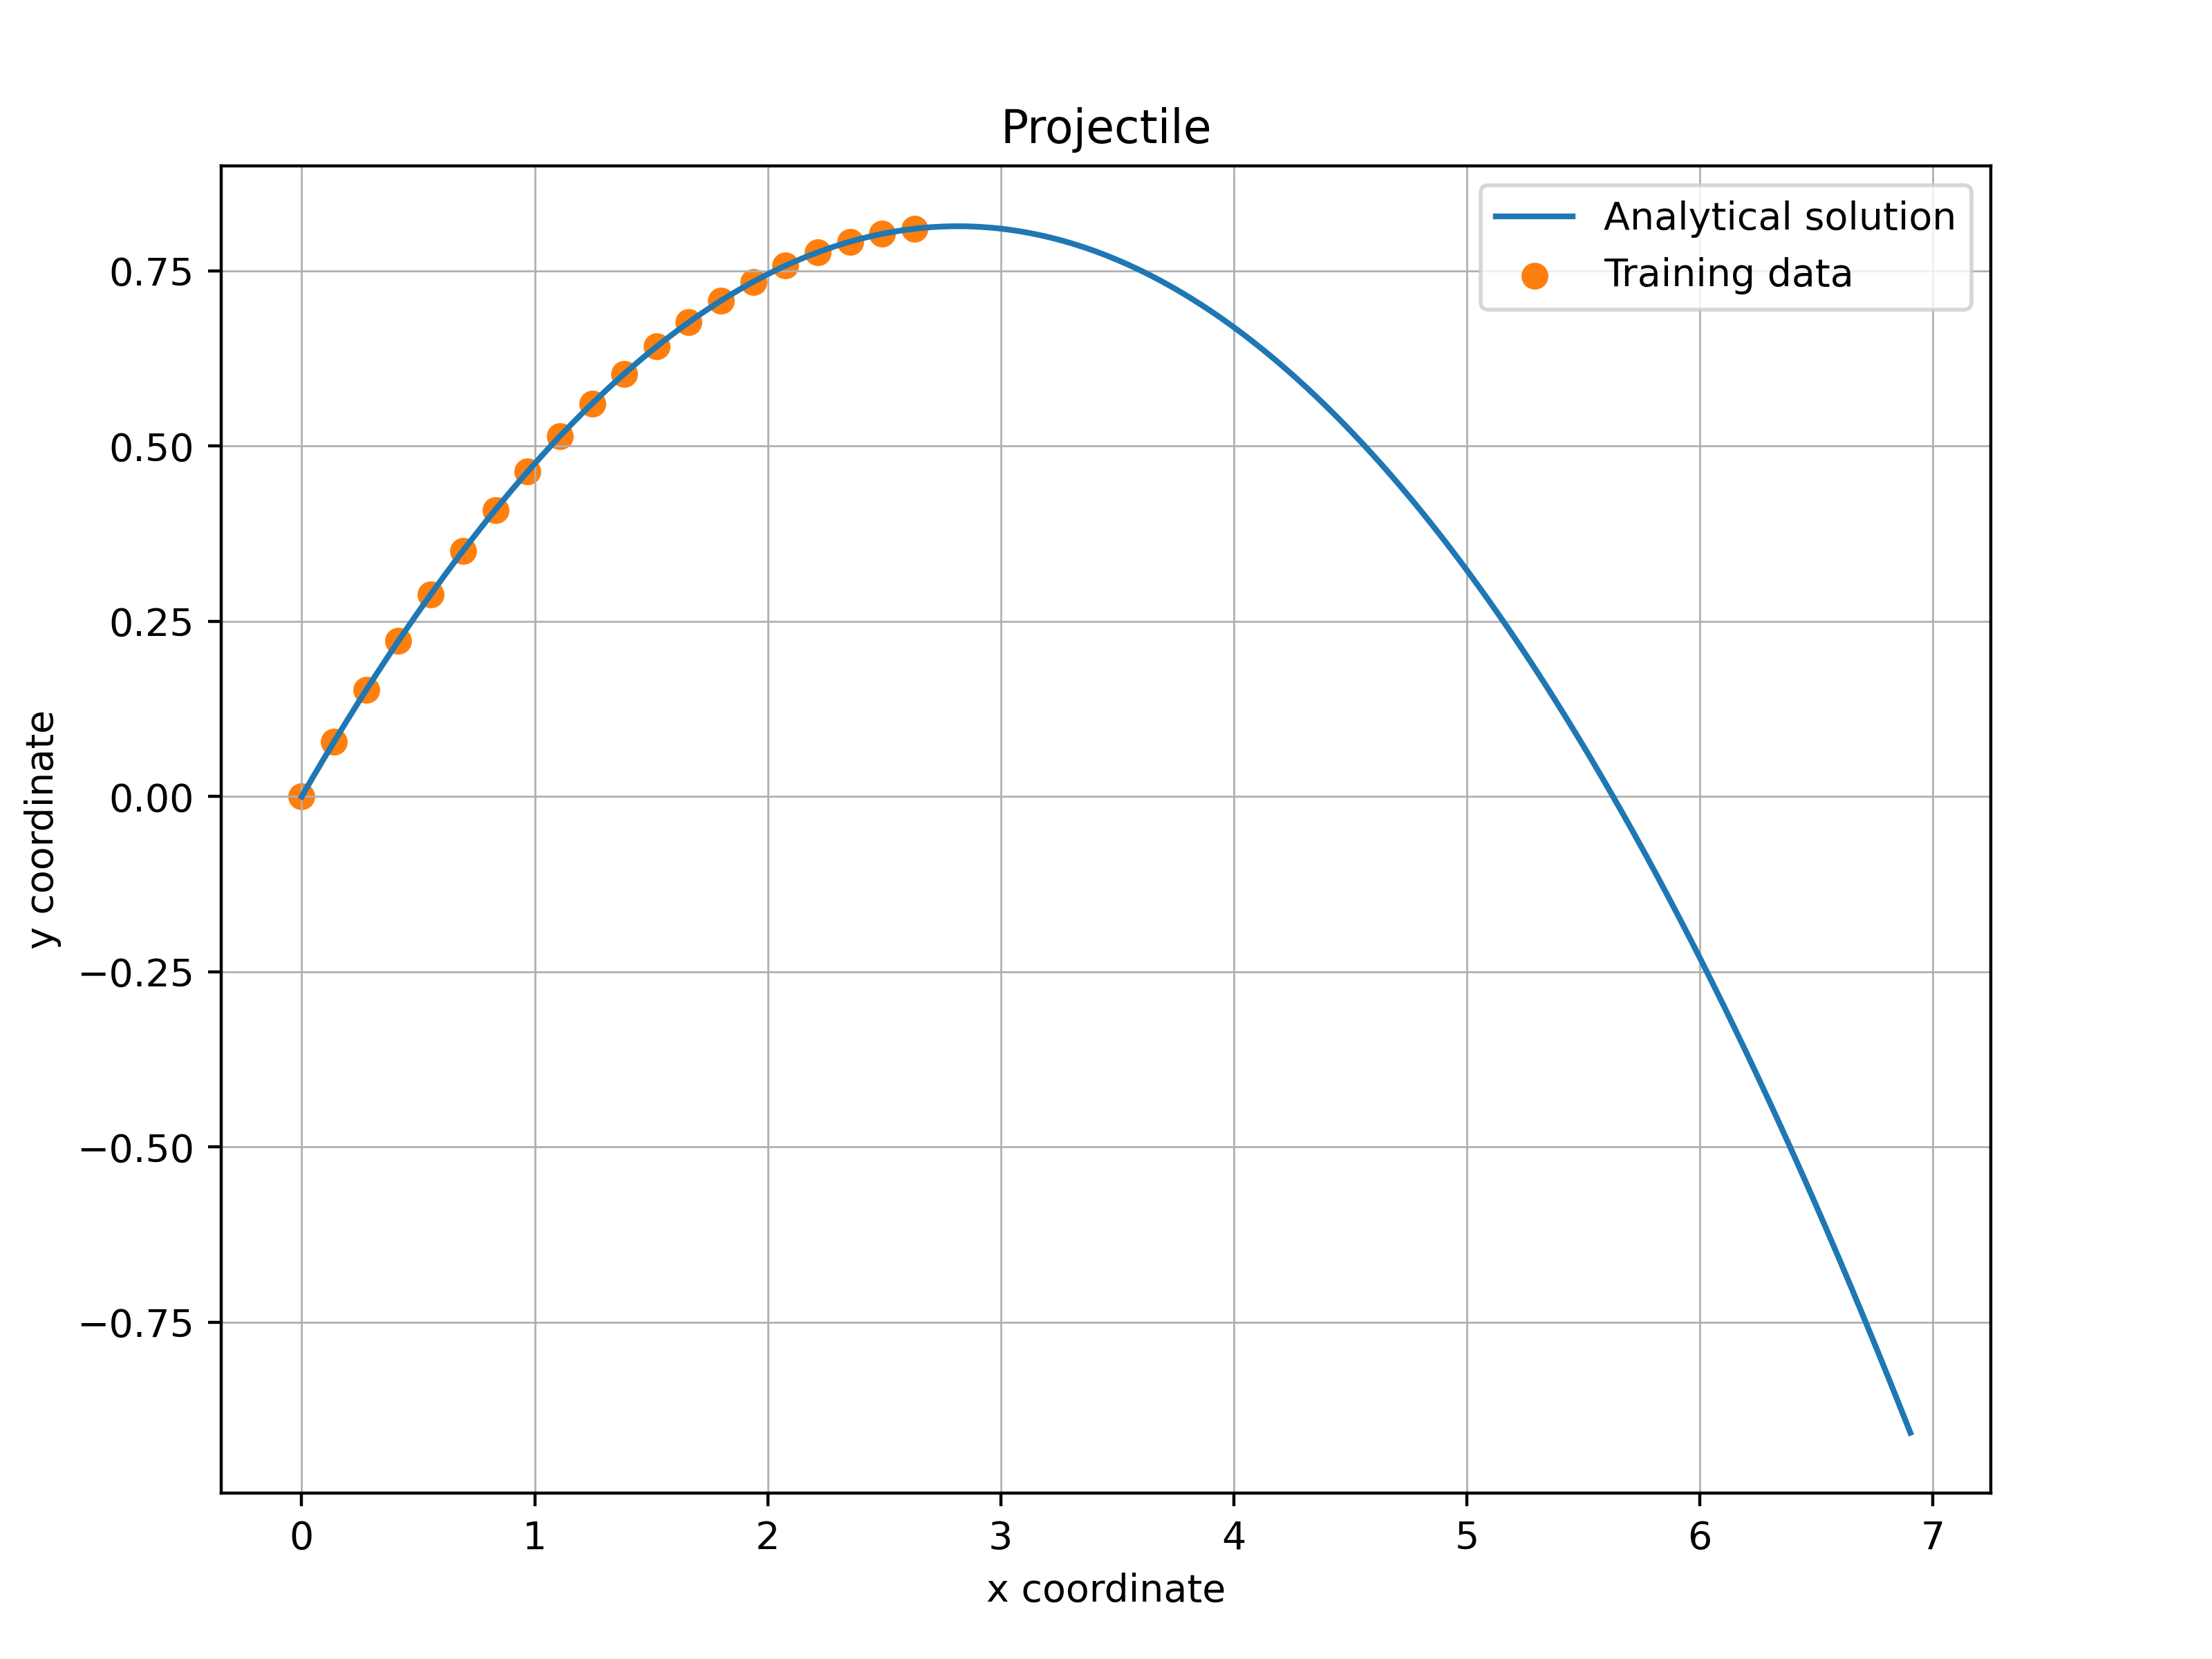 Projectile
Analytical solution
Training data
0.75
0.50
0.25
0.00
−0.25
−0.50
−0.75
y coordinate
0 1 2 3 4 5 6 7
x coordinate